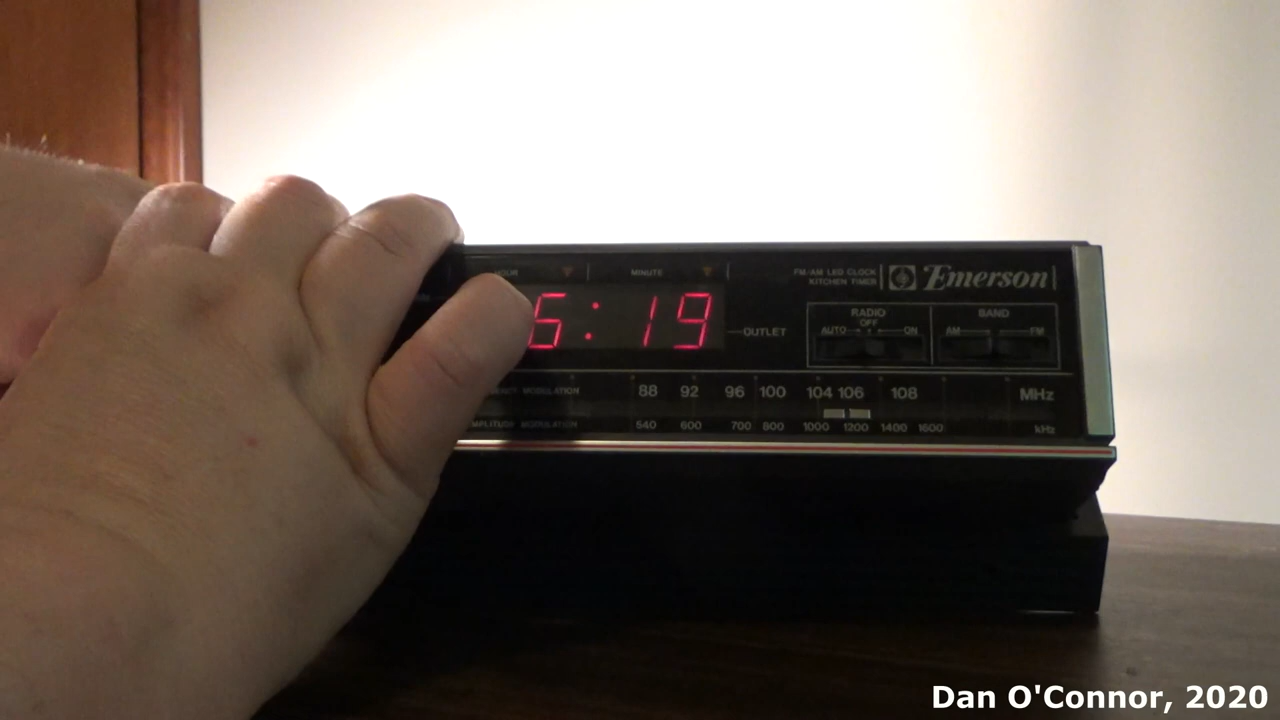 HOUR MINUTE
FM-AM LED CLOCK
KITCHEN TIMER
Emerson
5:19
OUTLET
RADIO
OFF
AUTO ON
BAND
AM FM
MODULATION 88 92 96 100 104 106 108 MHz
MODULATION 540 600 700 800 1000 1200 1400 1600 kHz
Dan O'Connor, 2020